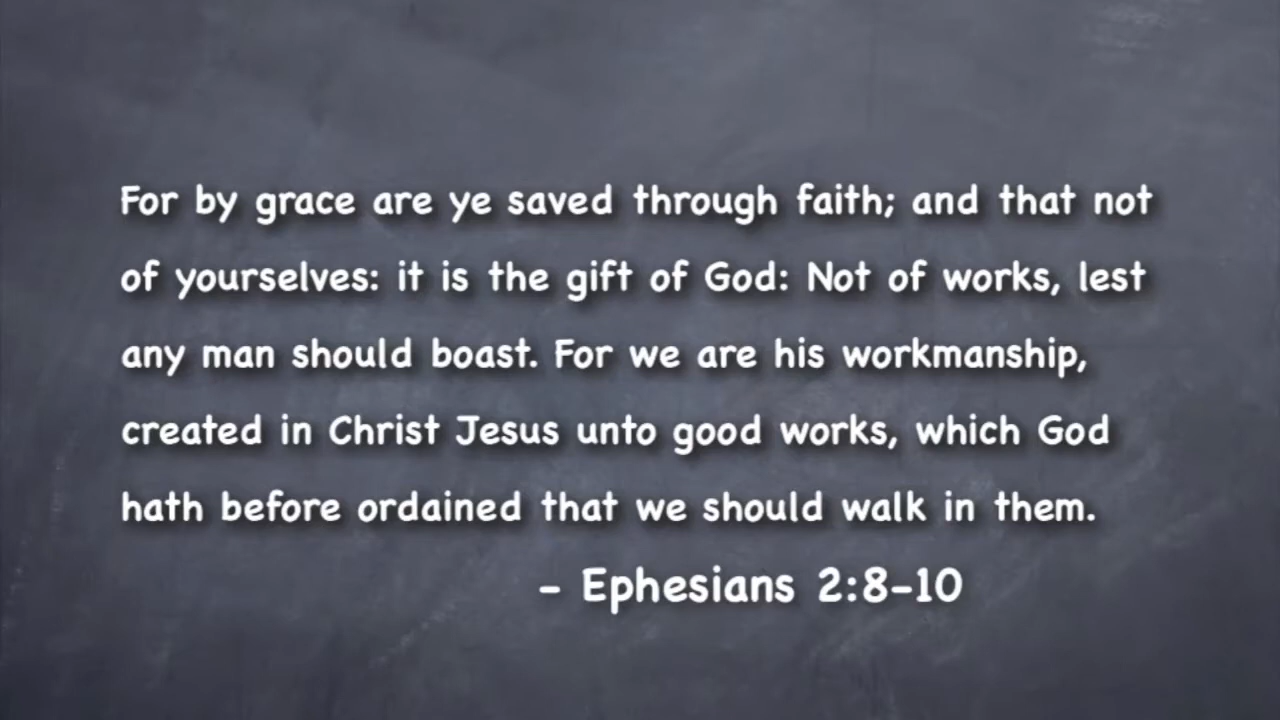 For by grace are ye saved through faith; and that not
of yourselves: it is the gift of God: Not of works, lest
any man should boast. For we are his workmanship,
created in Christ Jesus unto good works, which God
hath before ordained that we should walk in them.
- Ephesians 2:8-10